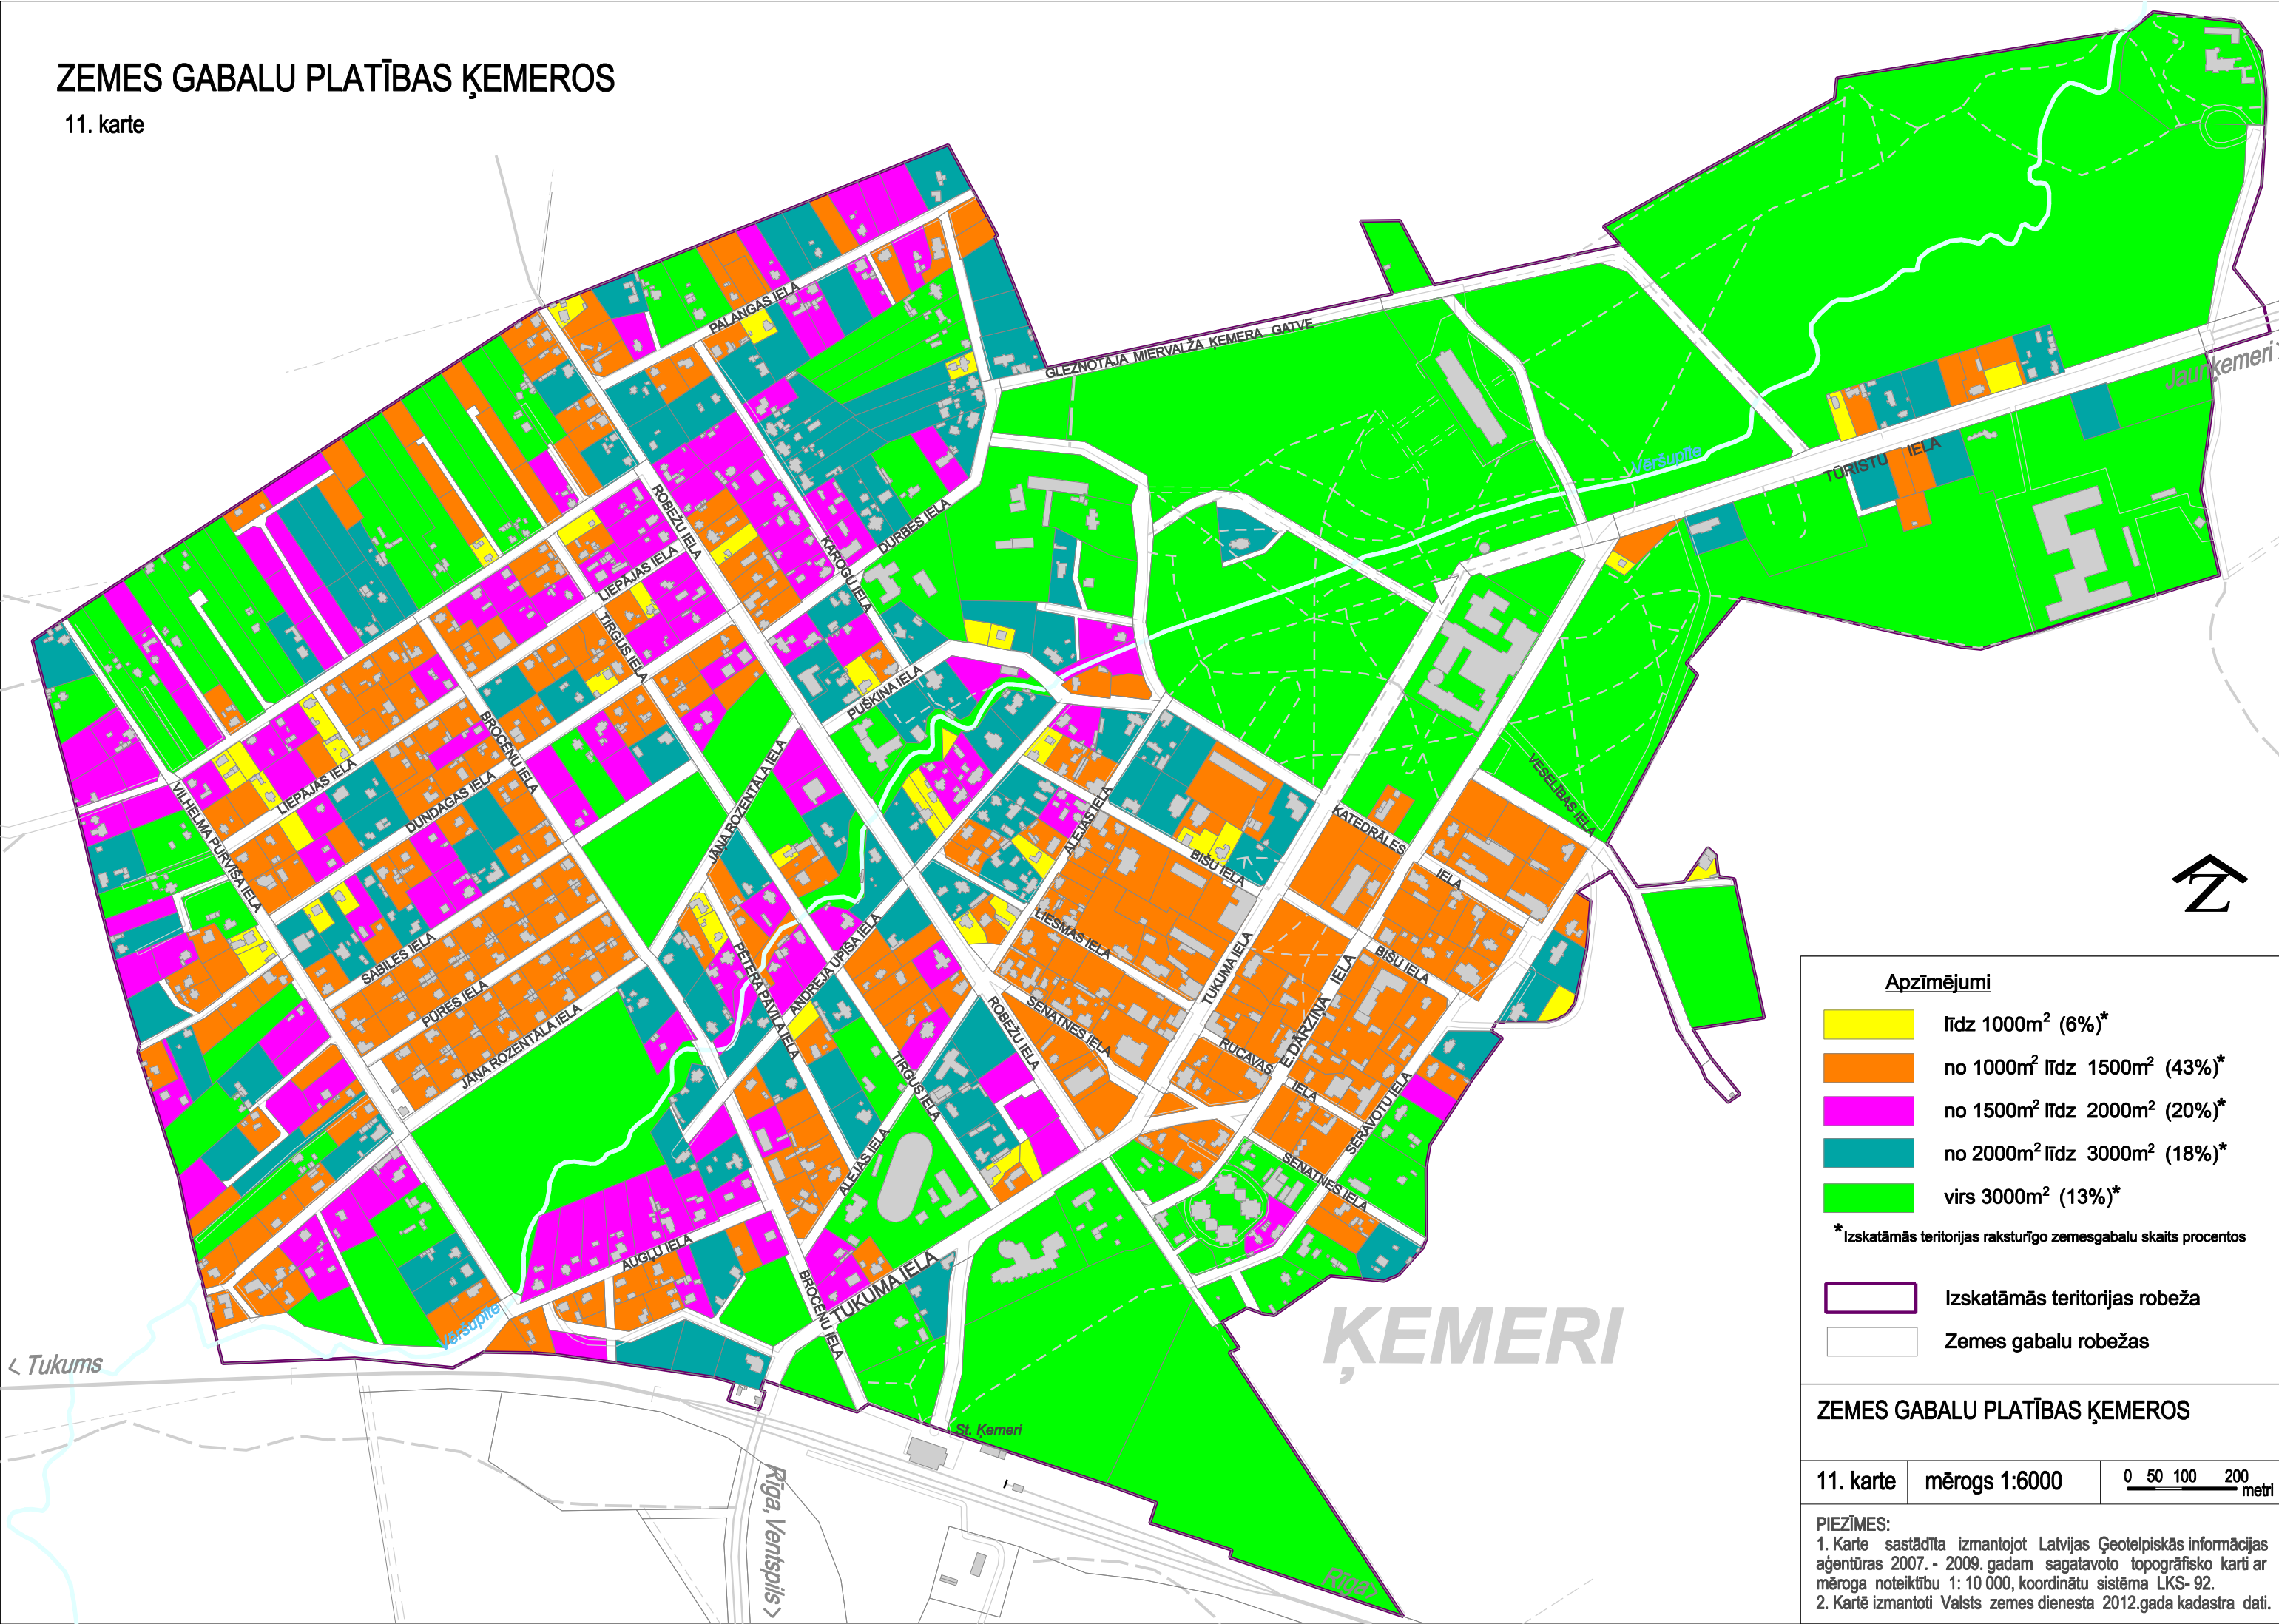 ZEMES GABALU PLATĪBAS ĶEMEROS
11. karte
PALANGAS IELA
GLEZNOTĀJA MIERVALŽA ĶEMERA GATVE
Jaunķemeri >
Vēršupīte
TŪRISTU IELA
ROBEŽU IELA
KAROGU IELA
DURBES IELA
LIEPĀJAS IELA
TIRGUS IELA
PUŠKINA IELA
BROCĒNU IELA
JĀŅA ROZENTĀLA IELA
VILHELMA PURVĪŠA IELA
LIEPĀJAS IELA
DUNDAGAS IELA
ALEJAS IELA
KATEDRĀLES IELA
VESELĪBAS IELA
BIŠU IELA
SABILES IELA
PŪRES IELA
JĀŅA ROZENTĀLA IELA
PĒTERA PĀVILA IELA
ANDREJA UPĪŠA IELA
LIESMAS IELA
TUKUMA IELA
BIŠU IELA
E.DĀRZIŅA IELA
ROBEŽU IELA
SENATNES IELA
RUCAVAS IELA
TIRGUS IELA
SĒRAVOTU IELA
ALEJAS IELA
SENATNES IELA
AUGĻU IELA
BROCĒNU IELA
TUKUMA IELA
Vēršupīte
ĶEMERI
< Tukums
St. Ķemeri
Rīga, Ventspils >
Rīga >
Z
Apzīmējumi
līdz 1000m² (6%)*
no 1000m² līdz 1500m² (43%)*
no 1500m² līdz 2000m² (20%)*
no 2000m² līdz 3000m² (18%)*
virs 3000m² (13%)*
*Izskatāmās teritorijas raksturīgo zemesgabalu skaits procentos
Izskatāmās teritorijas robeža
Zemes gabalu robežas
ZEMES GABALU PLATĪBAS ĶEMEROS
11. karte mērogs 1:6000 0 50 100 200 metri
PIEZĪMES:
1. Karte sastādīta izmantojot Latvijas Ģeotelpiskās informācijas
aģentūras 2007. - 2009. gadam sagatavoto topogrāfisko karti ar
mēroga noteiktību 1: 10 000, koordinātu sistēma LKS- 92.
2. Kartē izmantoti Valsts zemes dienesta 2012.gada kadastra dati.